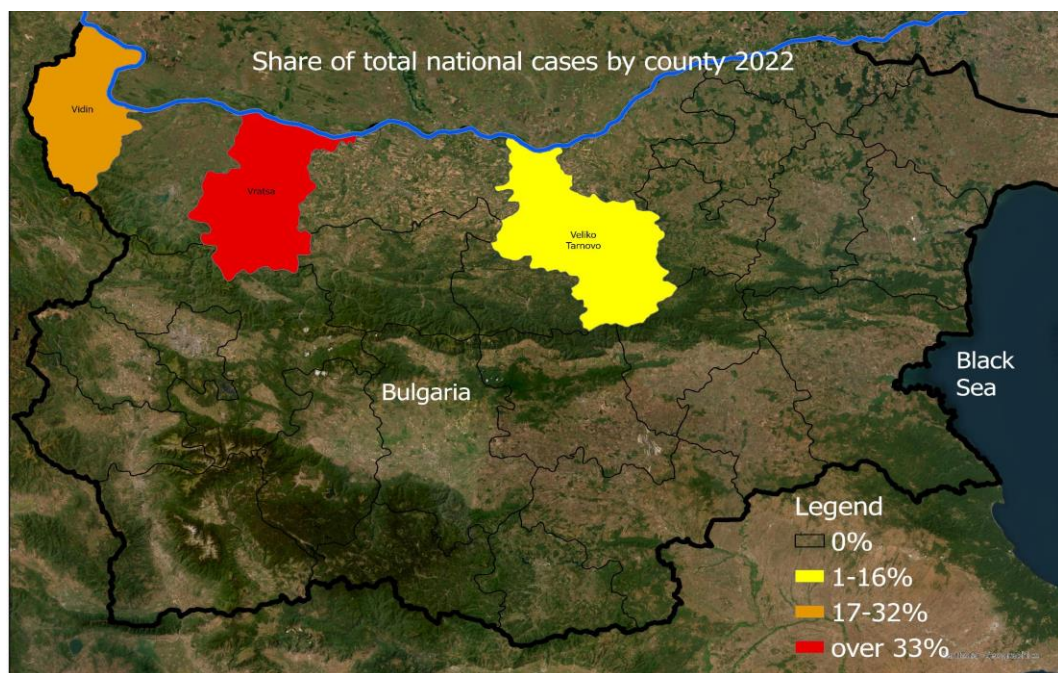 Share of total national cases by county 2022
Vidin
Vratsa
Veliko
Tarnovo
Bulgaria
Black
Sea
Legend
0%
1-16%
17-32%
over 33%